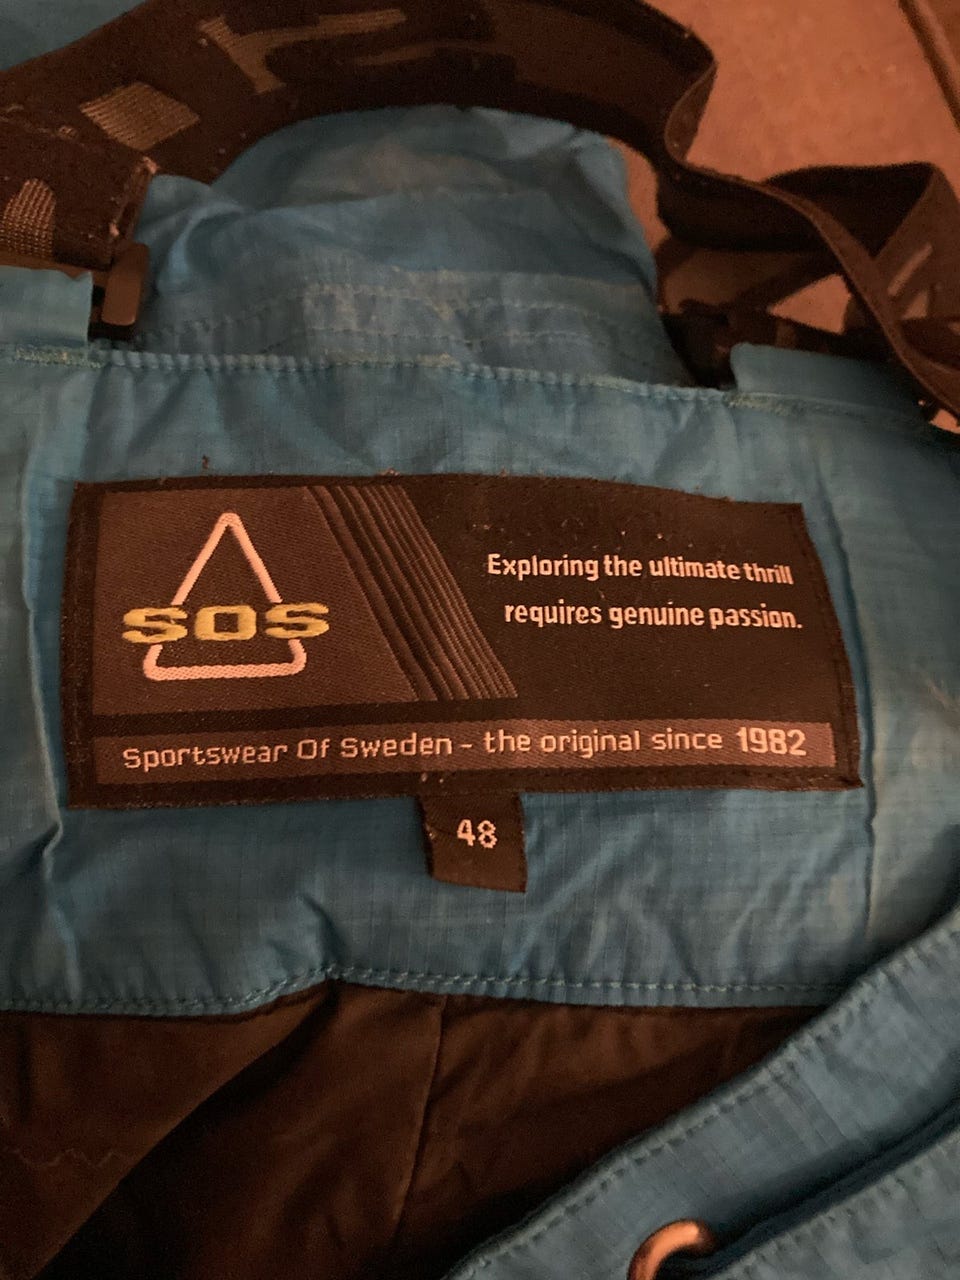 SOS
Exploring the ultimate thrill
requires genuine passion.
Sportswear Of Sweden - the original since 1982
48